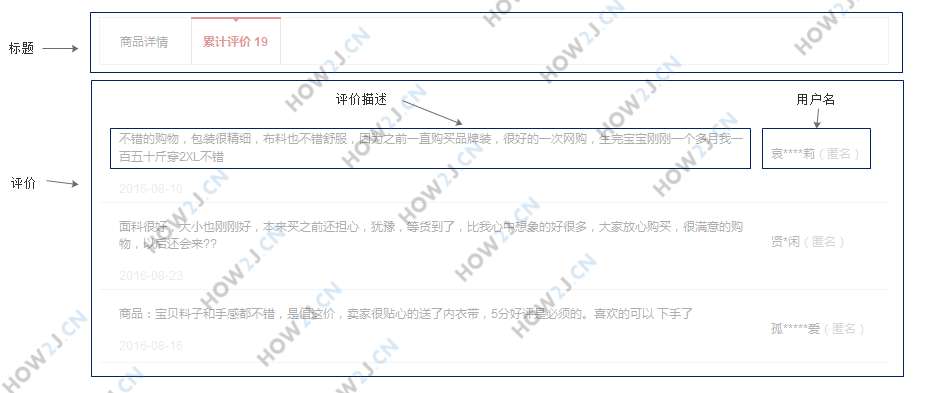 标题
商品详情
累计评价 19
评价描述
用户名
不错的购物，包装很精细，布料也不错舒服，因为之前一直购买品牌装，很好的一次网购，生完宝宝刚刚一个多月我一
百五十斤穿2XL不错
哀****莉（匿名）
评价
2016-08-10
面料很好，大小也刚刚好，本来买之前还担心，犹豫，等货到了，比我心中想象的好很多，大家放心购买，很满意的购
物，以后还会来??
贤*闲（匿名）
2016-08-23
商品：宝贝料子和手感都不错，是值这价，卖家很贴心的送了内衣带，5分好评是必须的。喜欢的可以 下手了
孤*****爱（匿名）
2016-08-16
HOW2J.CN
HOW2J.CN
HOW2J.CN
HOW2J.CN
HOW2J.CN
HOW2J.CN
HOW2J.CN
HOW2J.CN
HOW2J.CN
HOW2J.CN
HOW2J.CN
HOW2J.CN
HOW2J.CN